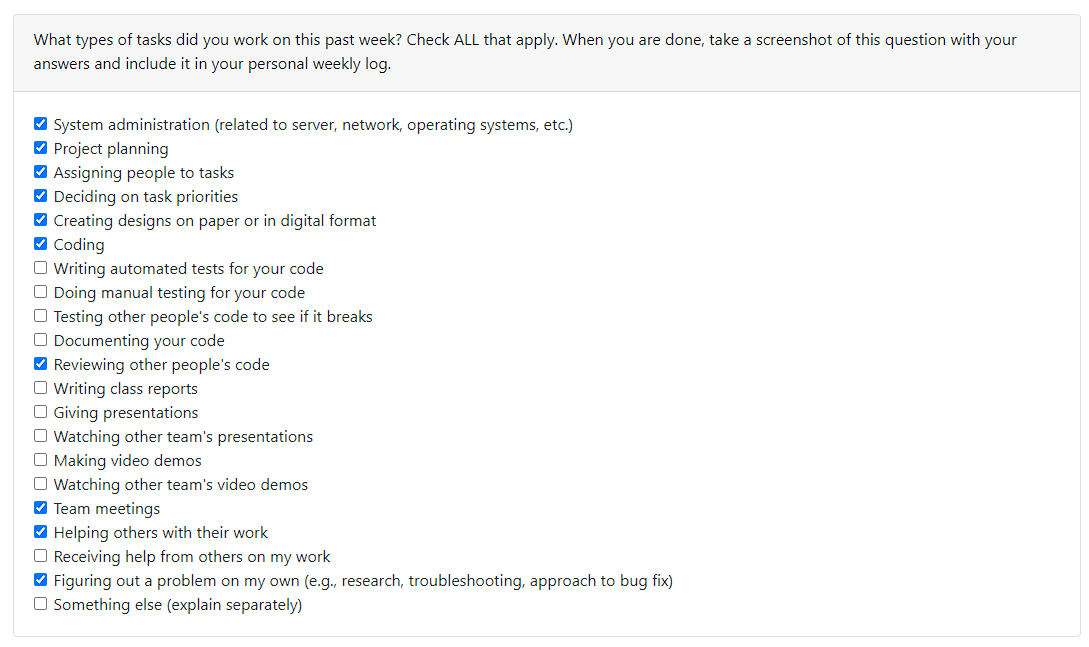 What types of tasks did you work on this past week? Check ALL that apply. When you are done, take a screenshot of this question with your
answers and include it in your personal weekly log.
System administration (related to server, network, operating systems, etc.)
Project planning
Assigning people to tasks
Deciding on task priorities
Creating designs on paper or in digital format
Coding
Writing automated tests for your code
Doing manual testing for your code
Testing other people's code to see if it breaks
Documenting your code
Reviewing other people's code
Writing class reports
Giving presentations
Watching other team's presentations
Making video demos
Watching other team's video demos
Team meetings
Helping others with their work
Receiving help from others on my work
Figuring out a problem on my own (e.g., research, troubleshooting, approach to bug fix)
Something else (explain separately)